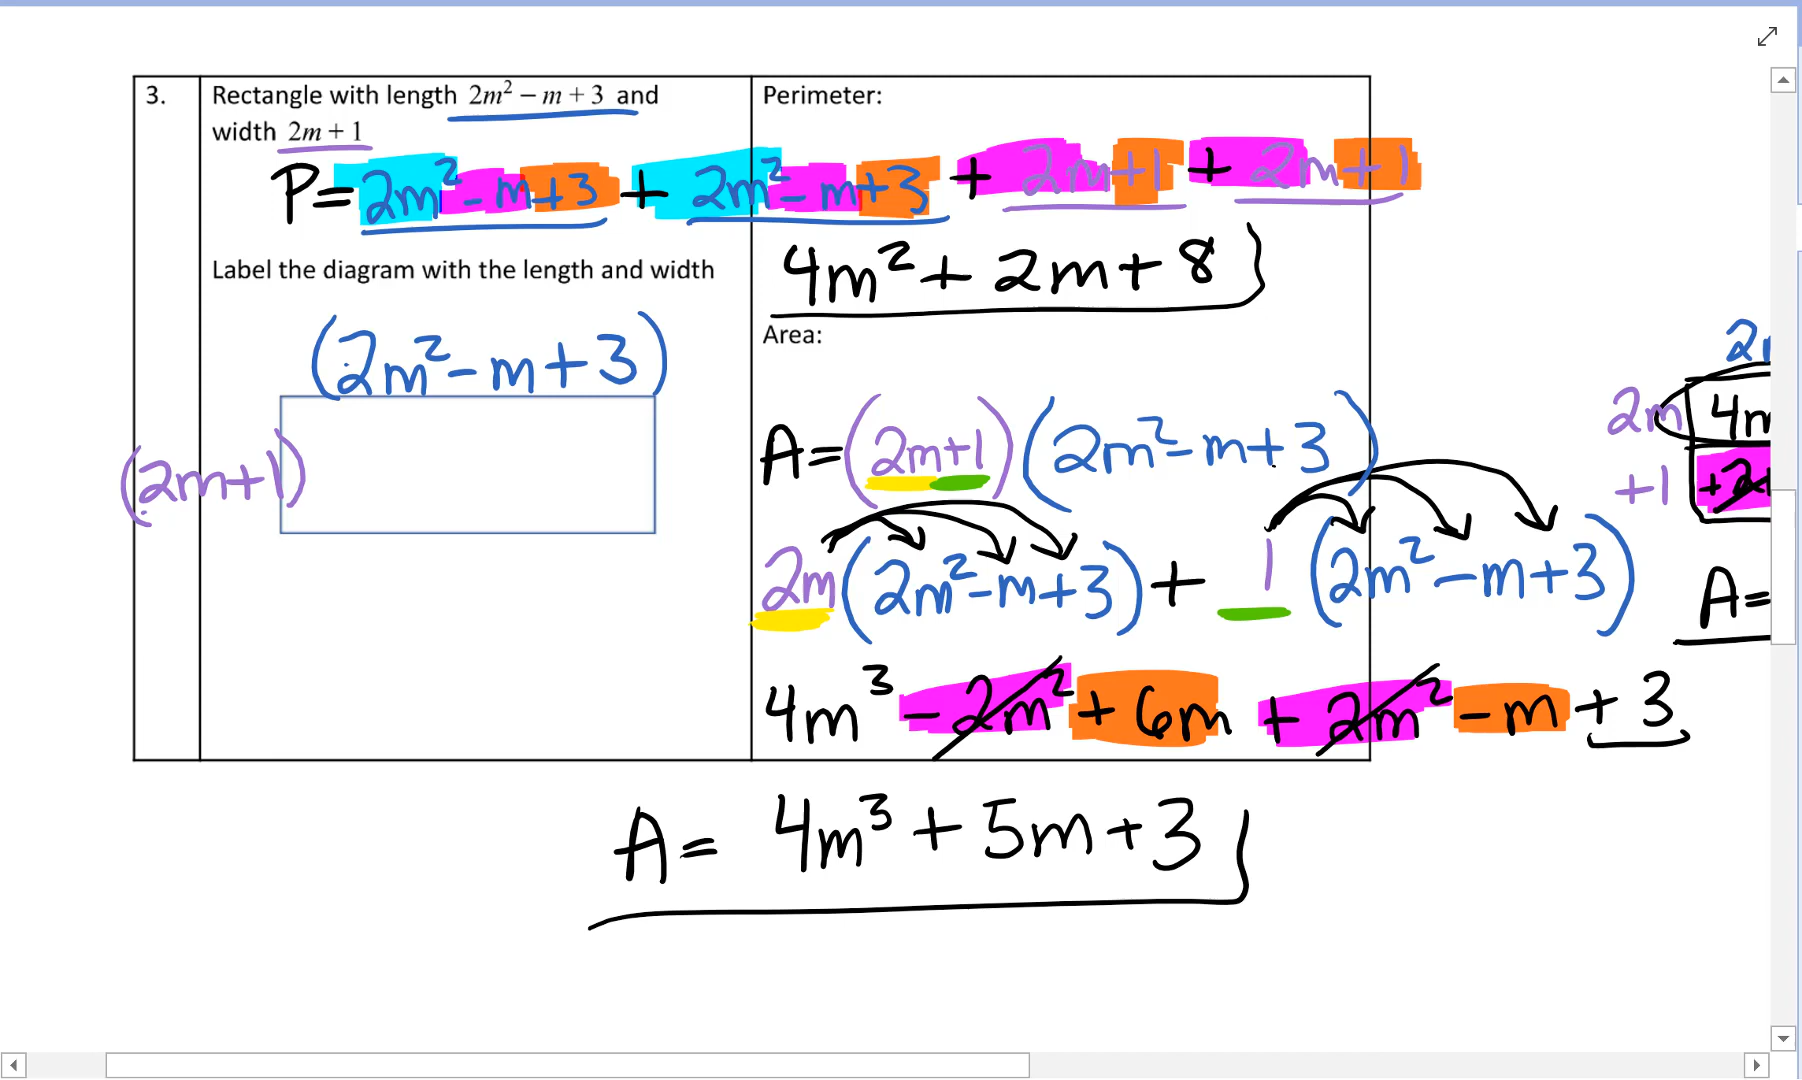 3.
Rectangle with length 2m² − m + 3 and
width 2m + 1
Perimeter:
P= 2m² - m+3 + 2m² - m+3 + 2m+1 + 2m+1
4m² + 2m + 8
Label the diagram with the length and width
(2m² - m + 3)
(2m+1)
Area:
A=(2m+1)(2m² - m+3)
2m(2m² - m+3) + 1(2m² - m+3)
4m³ - 2m² + 6m + 2m² - m + 3
A= 4m³ + 5m + 3
2m
+1
A=